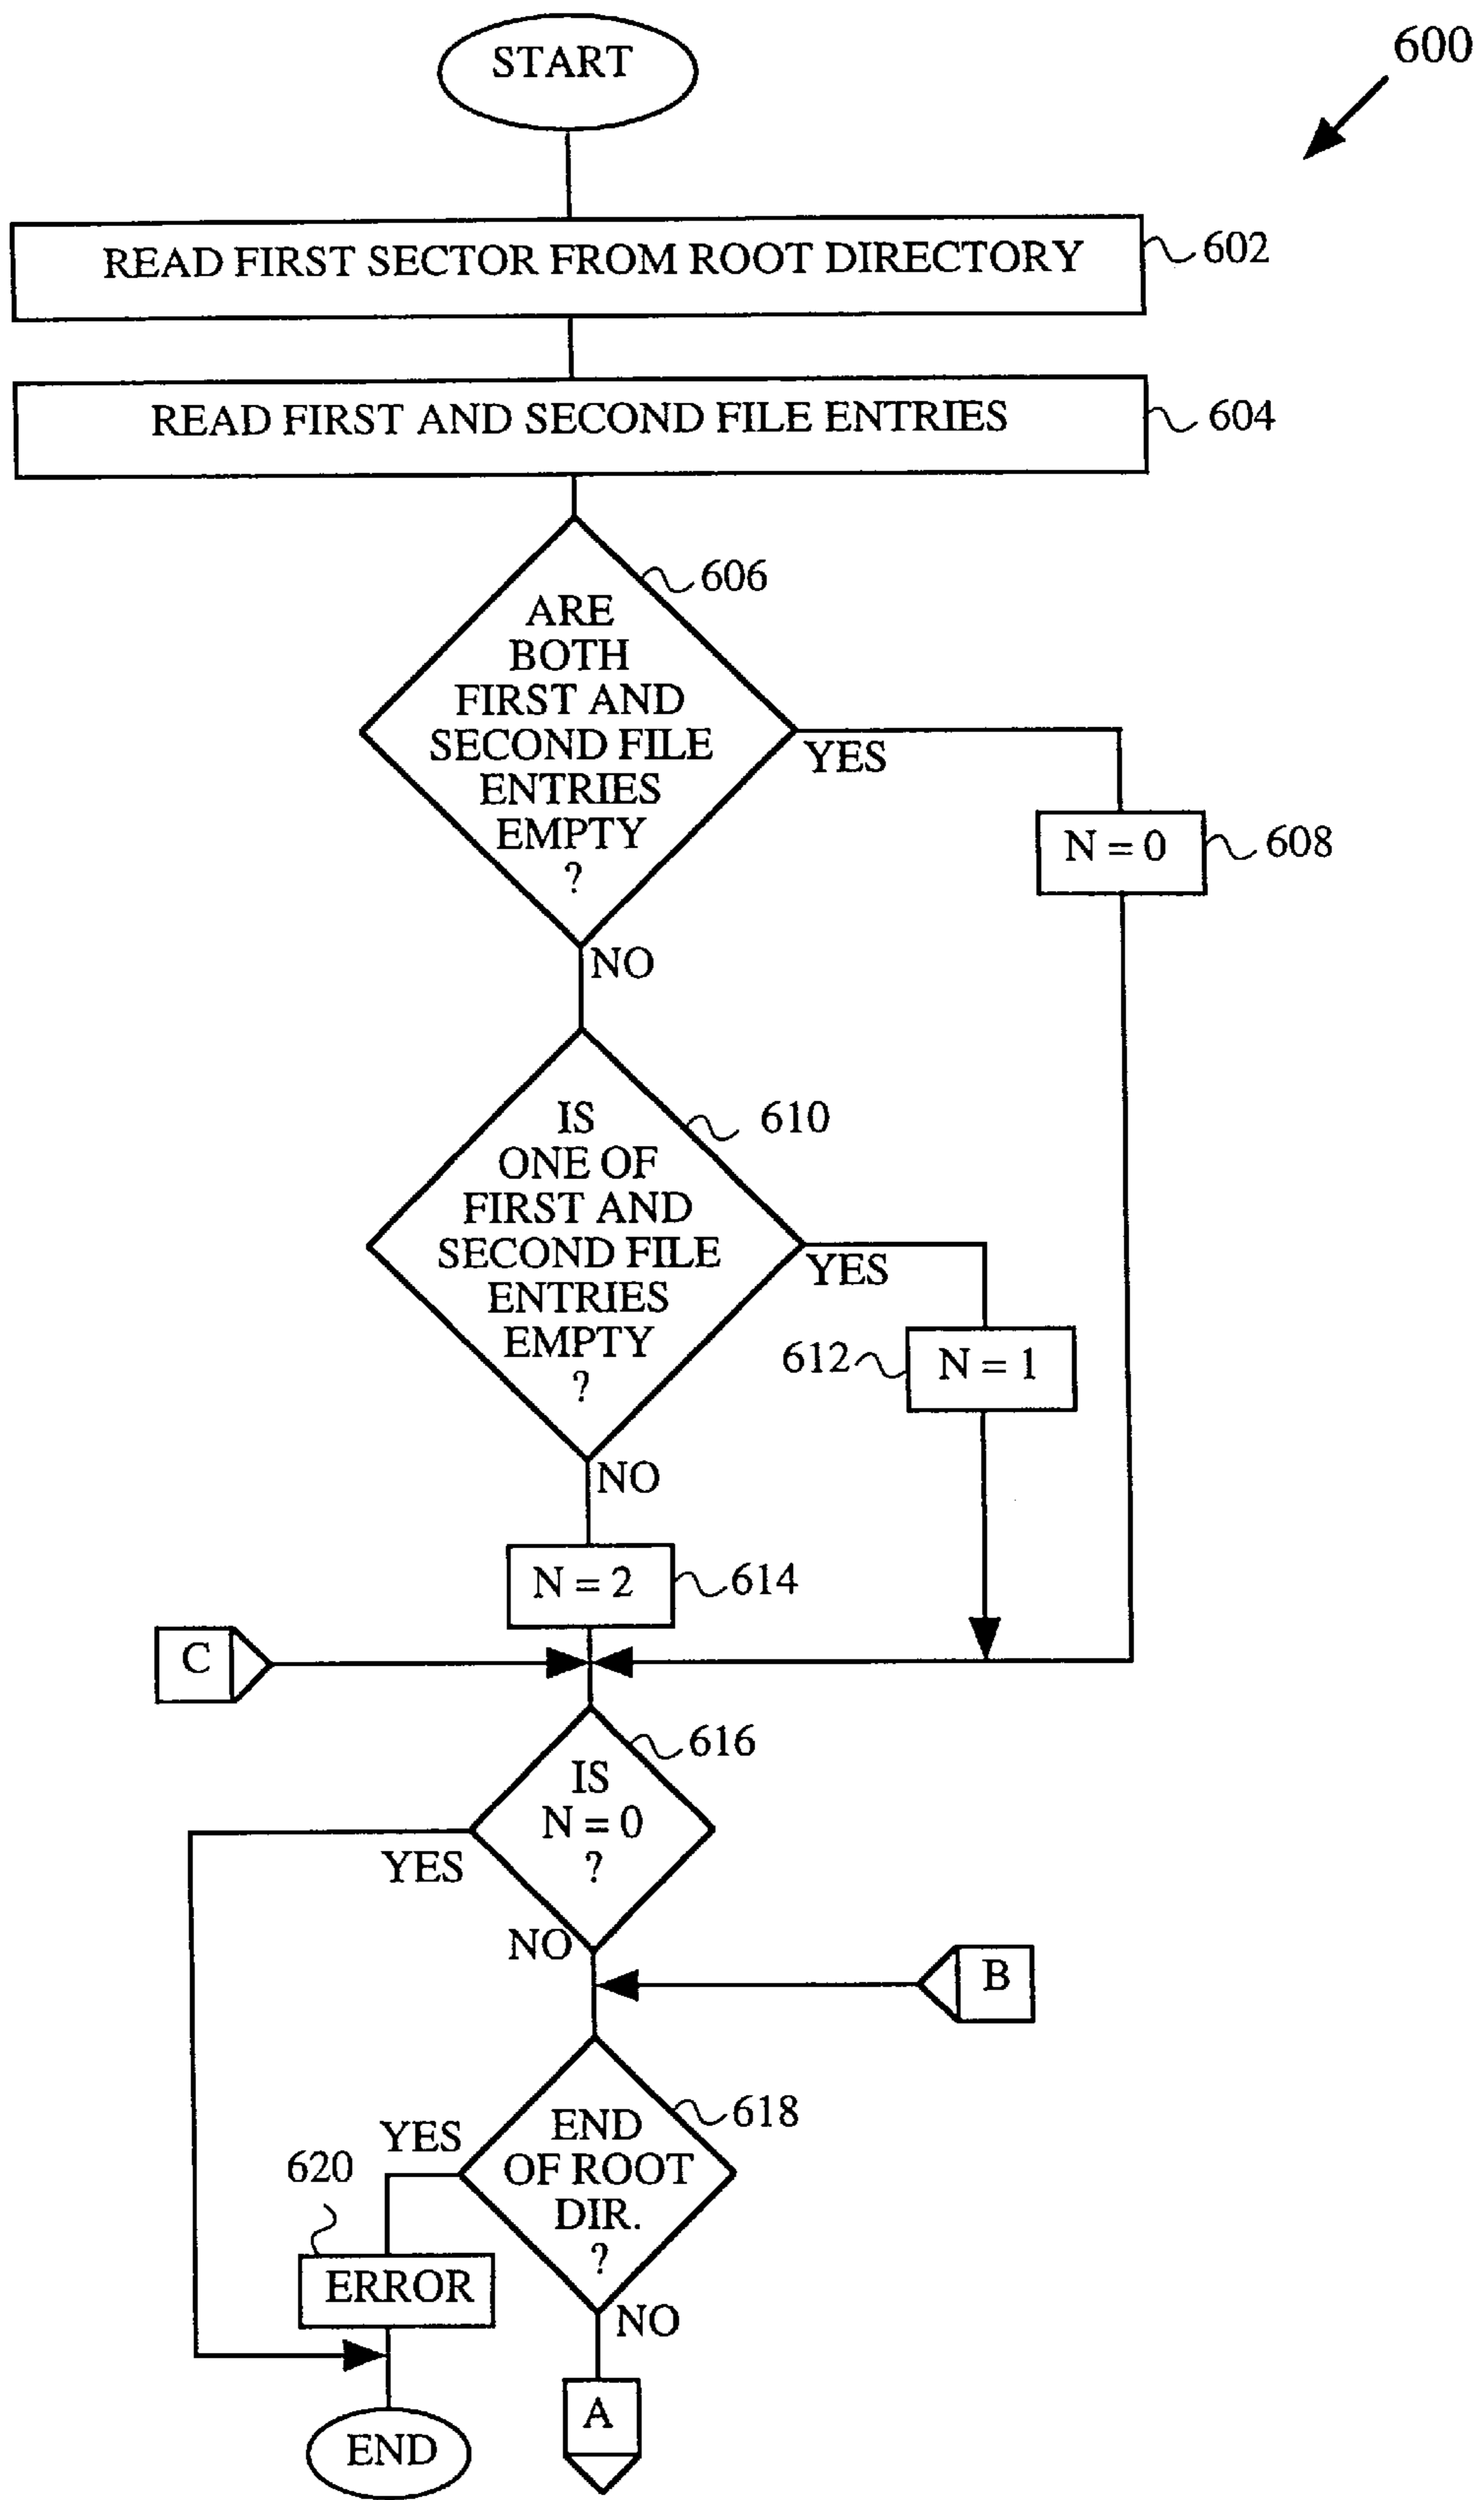 START
600
READ FIRST SECTOR FROM ROOT DIRECTORY
602
READ FIRST AND SECOND FILE ENTRIES
604
606
ARE
BOTH
FIRST AND
SECOND FILE
ENTRIES
EMPTY
?
YES
N = 0
608
NO
610
IS
ONE OF
FIRST AND
SECOND FILE
ENTRIES
EMPTY
?
YES
612
N = 1
NO
N = 2
614
C
616
IS
N = 0
?
YES
NO
B
618
END
OF ROOT
DIR.
?
YES
620
ERROR
NO
A
END